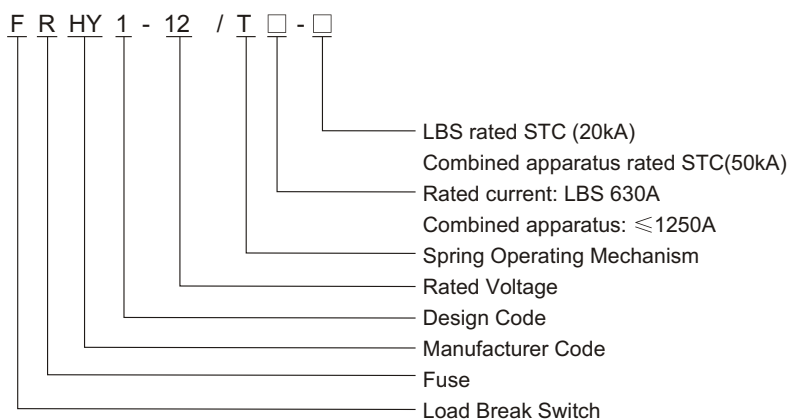 F R HY 1 - 12 / T □ - □
LBS rated STC (20kA)
Combined apparatus rated STC(50kA)
Rated current: LBS 630A
Combined apparatus: ≤1250A
Spring Operating Mechanism
Rated Voltage
Design Code
Manufacturer Code
Fuse
Load Break Switch